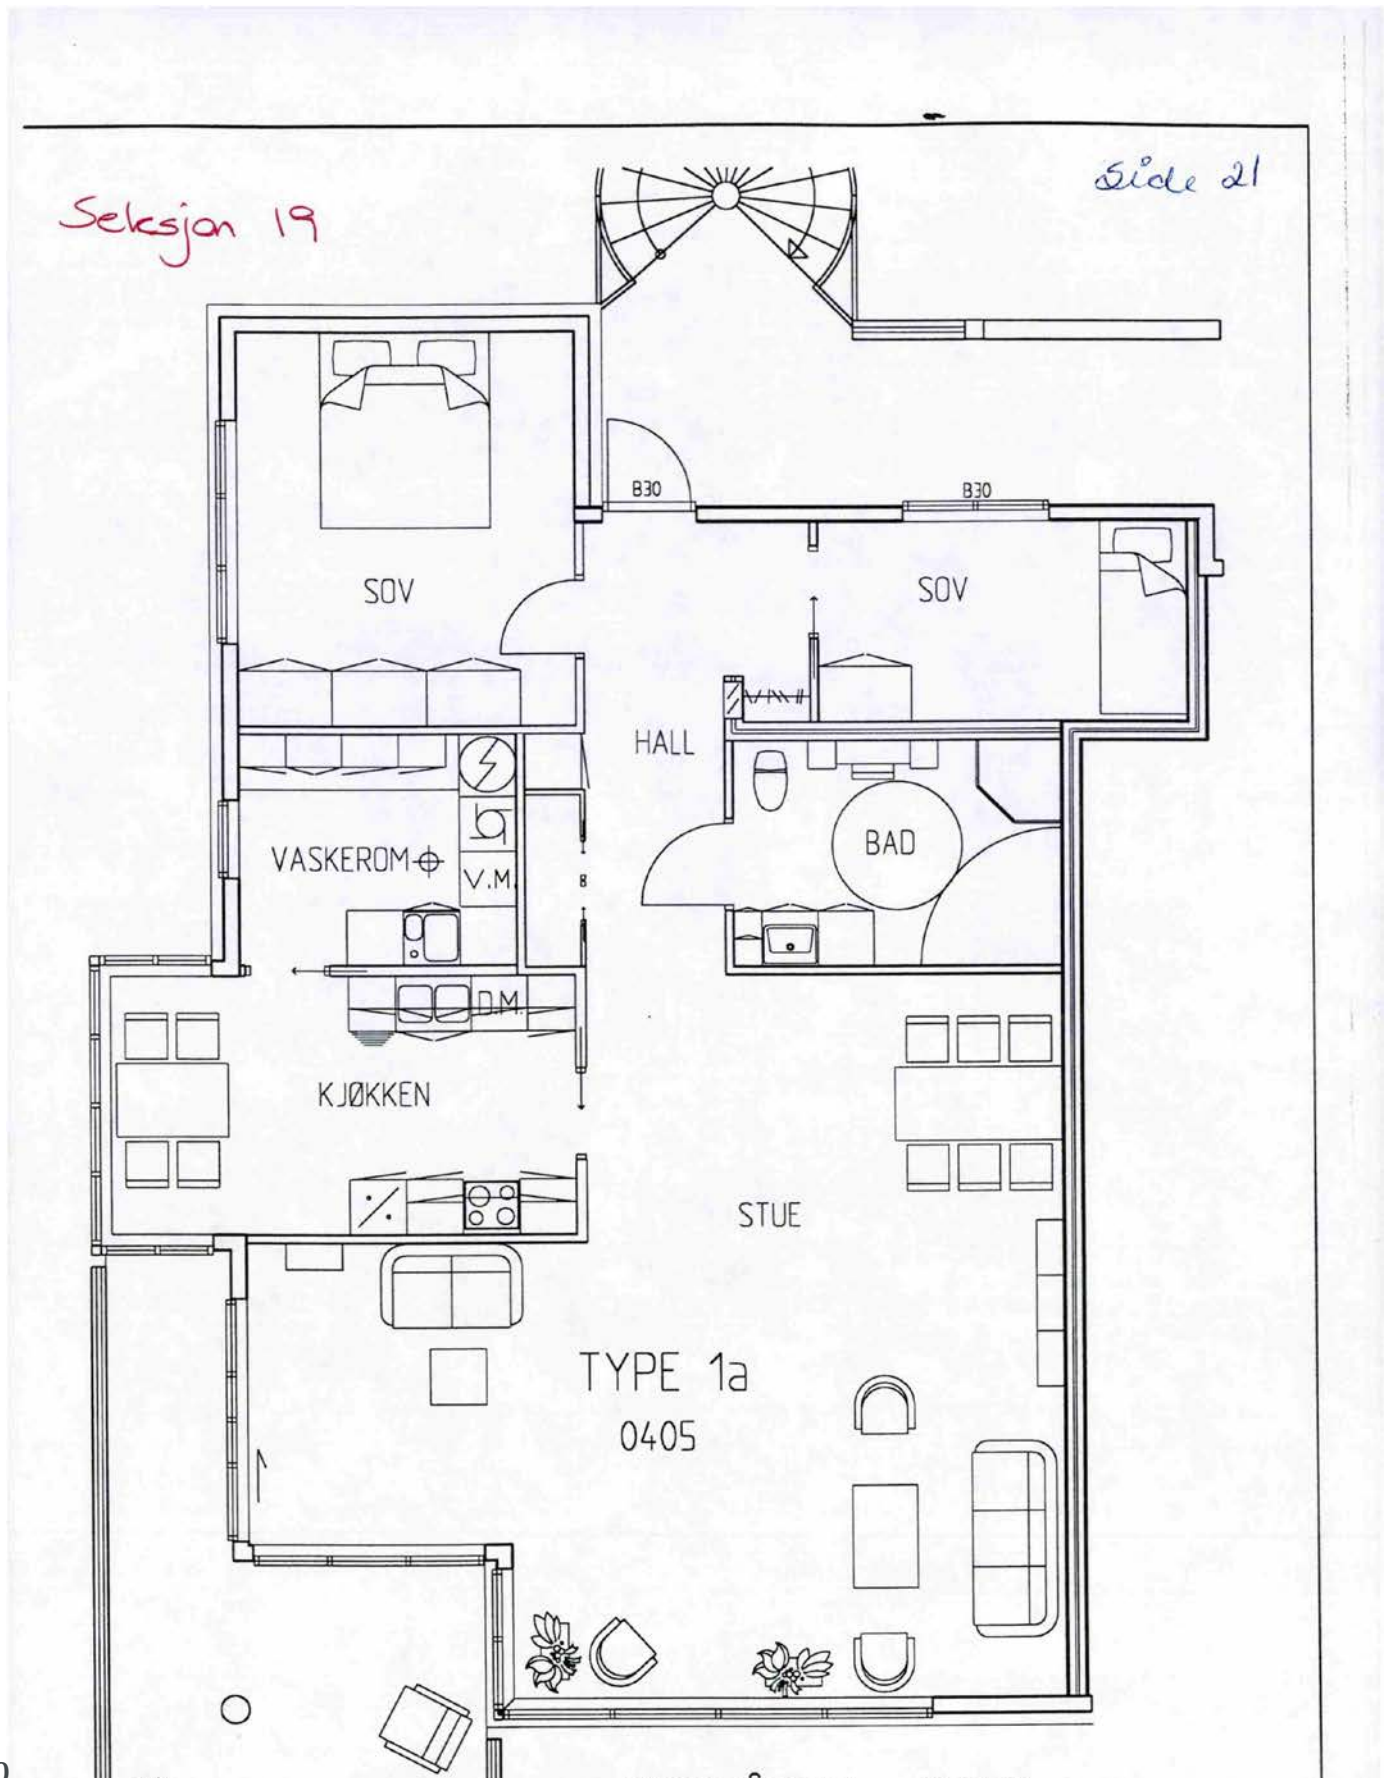 Side 21
Seksjon 19
B30
B30
SOV
SOV
HALL
VASKEROM
V.M.
BAD
D.M.
KJØKKEN
STUE
TYPE 1a
0405